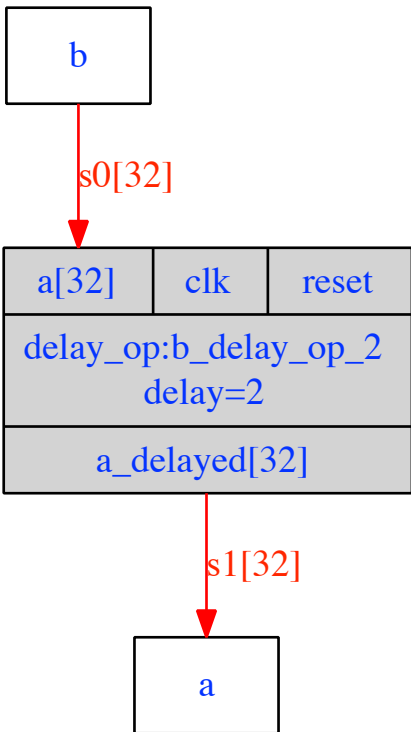 b
s0[32]
a[32] clk reset
delay_op:b_delay_op_2
delay=2
a_delayed[32]
s1[32]
a